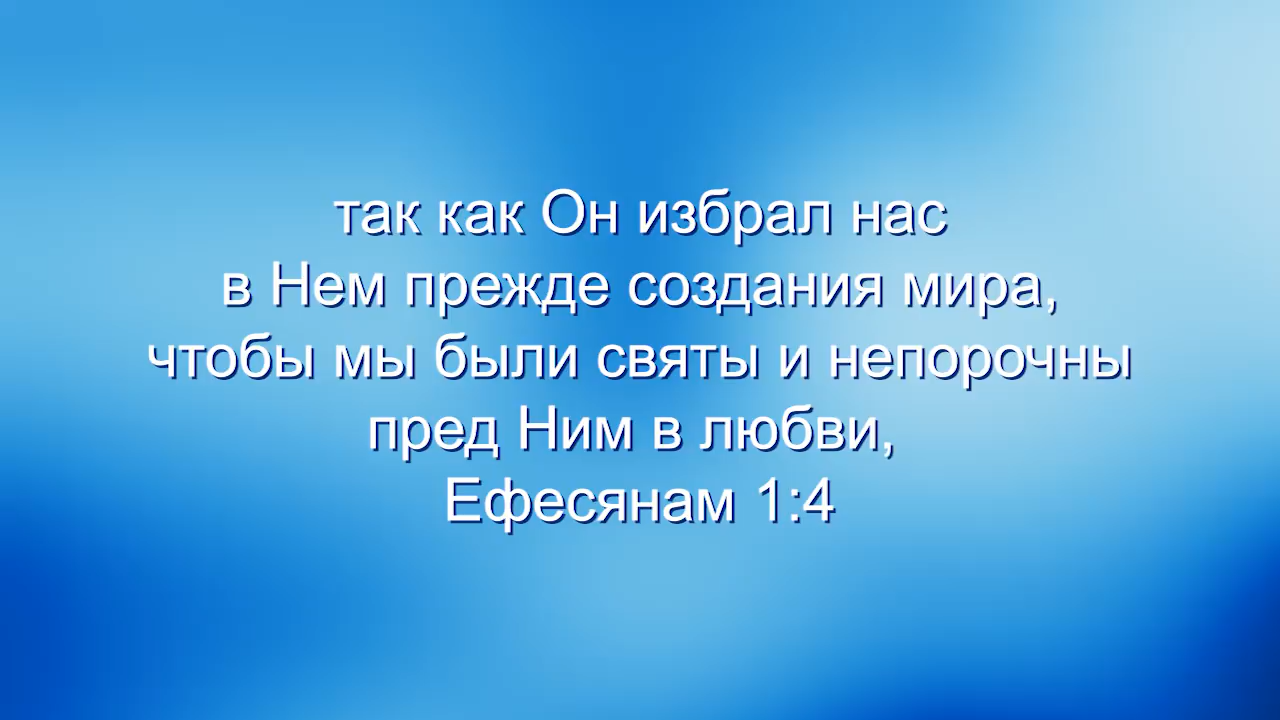 так как Он избрал нас
в Нем прежде создания мира,
чтобы мы были святы и непорочны
пред Ним в любви,
Ефесянам 1:4